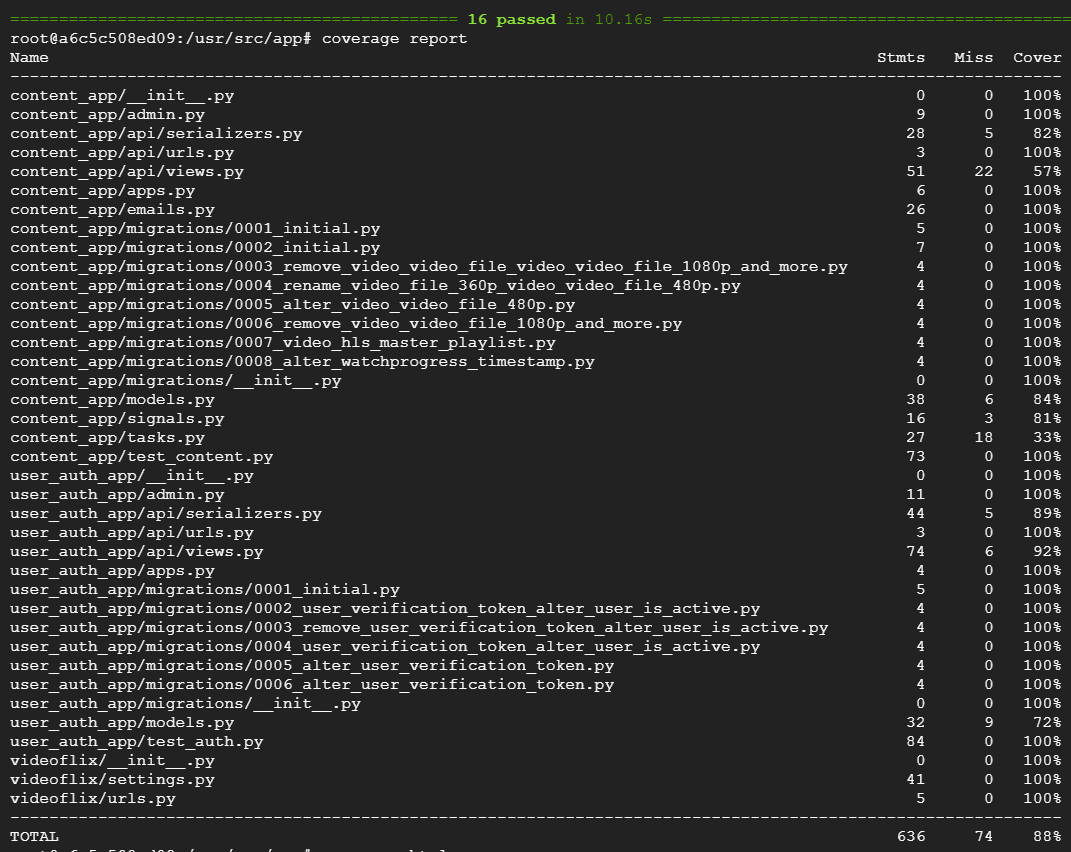 ============================================== 16 passed in 10.16s ==========================================
root@a6c5c508ed09:/usr/src/app# coverage report
Name Stmts Miss Cover
------------------------------------------------------------------------------------------------------------
content_app/__init__.py 0 0 100%
content_app/admin.py 9 0 100%
content_app/api/serializers.py 28 5 82%
content_app/api/urls.py 3 0 100%
content_app/api/views.py 51 22 57%
content_app/apps.py 6 0 100%
content_app/emails.py 26 0 100%
content_app/migrations/0001_initial.py 5 0 100%
content_app/migrations/0002_initial.py 7 0 100%
content_app/migrations/0003_remove_video_video_file_video_video_file_1080p_and_more.py 4 0 100%
content_app/migrations/0004_rename_video_file_360p_video_video_file_480p.py 4 0 100%
content_app/migrations/0005_alter_video_video_file_480p.py 4 0 100%
content_app/migrations/0006_remove_video_video_file_1080p_and_more.py 4 0 100%
content_app/migrations/0007_video_hls_master_playlist.py 4 0 100%
content_app/migrations/0008_alter_watchprogress_timestamp.py 4 0 100%
content_app/migrations/__init__.py 0 0 100%
content_app/models.py 38 6 84%
content_app/signals.py 16 3 81%
content_app/tasks.py 27 18 33%
content_app/test_content.py 73 0 100%
user_auth_app/__init__.py 0 0 100%
user_auth_app/admin.py 11 0 100%
user_auth_app/api/serializers.py 44 5 89%
user_auth_app/api/urls.py 3 0 100%
user_auth_app/api/views.py 74 6 92%
user_auth_app/apps.py 4 0 100%
user_auth_app/migrations/0001_initial.py 5 0 100%
user_auth_app/migrations/0002_user_verification_token_alter_user_is_active.py 4 0 100%
user_auth_app/migrations/0003_remove_user_verification_token_alter_user_is_active.py 4 0 100%
user_auth_app/migrations/0004_user_verification_token_alter_user_is_active.py 4 0 100%
user_auth_app/migrations/0005_alter_user_verification_token.py 4 0 100%
user_auth_app/migrations/0006_alter_user_verification_token.py 4 0 100%
user_auth_app/migrations/__init__.py 0 0 100%
user_auth_app/models.py 32 9 72%
user_auth_app/test_auth.py 84 0 100%
videoflix/__init__.py 0 0 100%
videoflix/settings.py 41 0 100%
videoflix/urls.py 5 0 100%
------------------------------------------------------------------------------------------------------------
TOTAL 636 74 88%